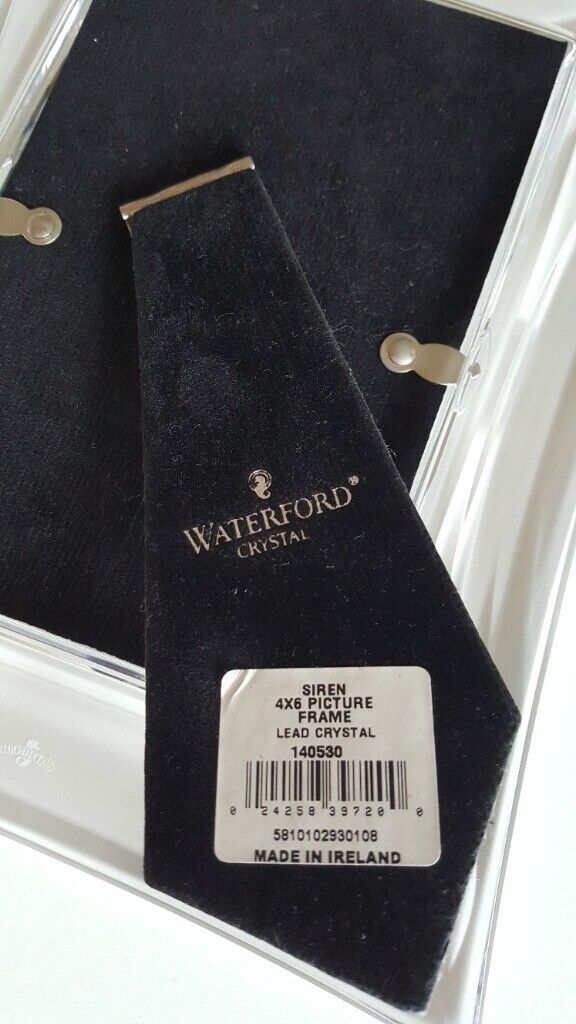 WATERFORD®
CRYSTAL
SIREN
4X6 PICTURE
FRAME
LEAD CRYSTAL
140530
0 24258 39720 0
5810102930108
MADE IN IRELAND